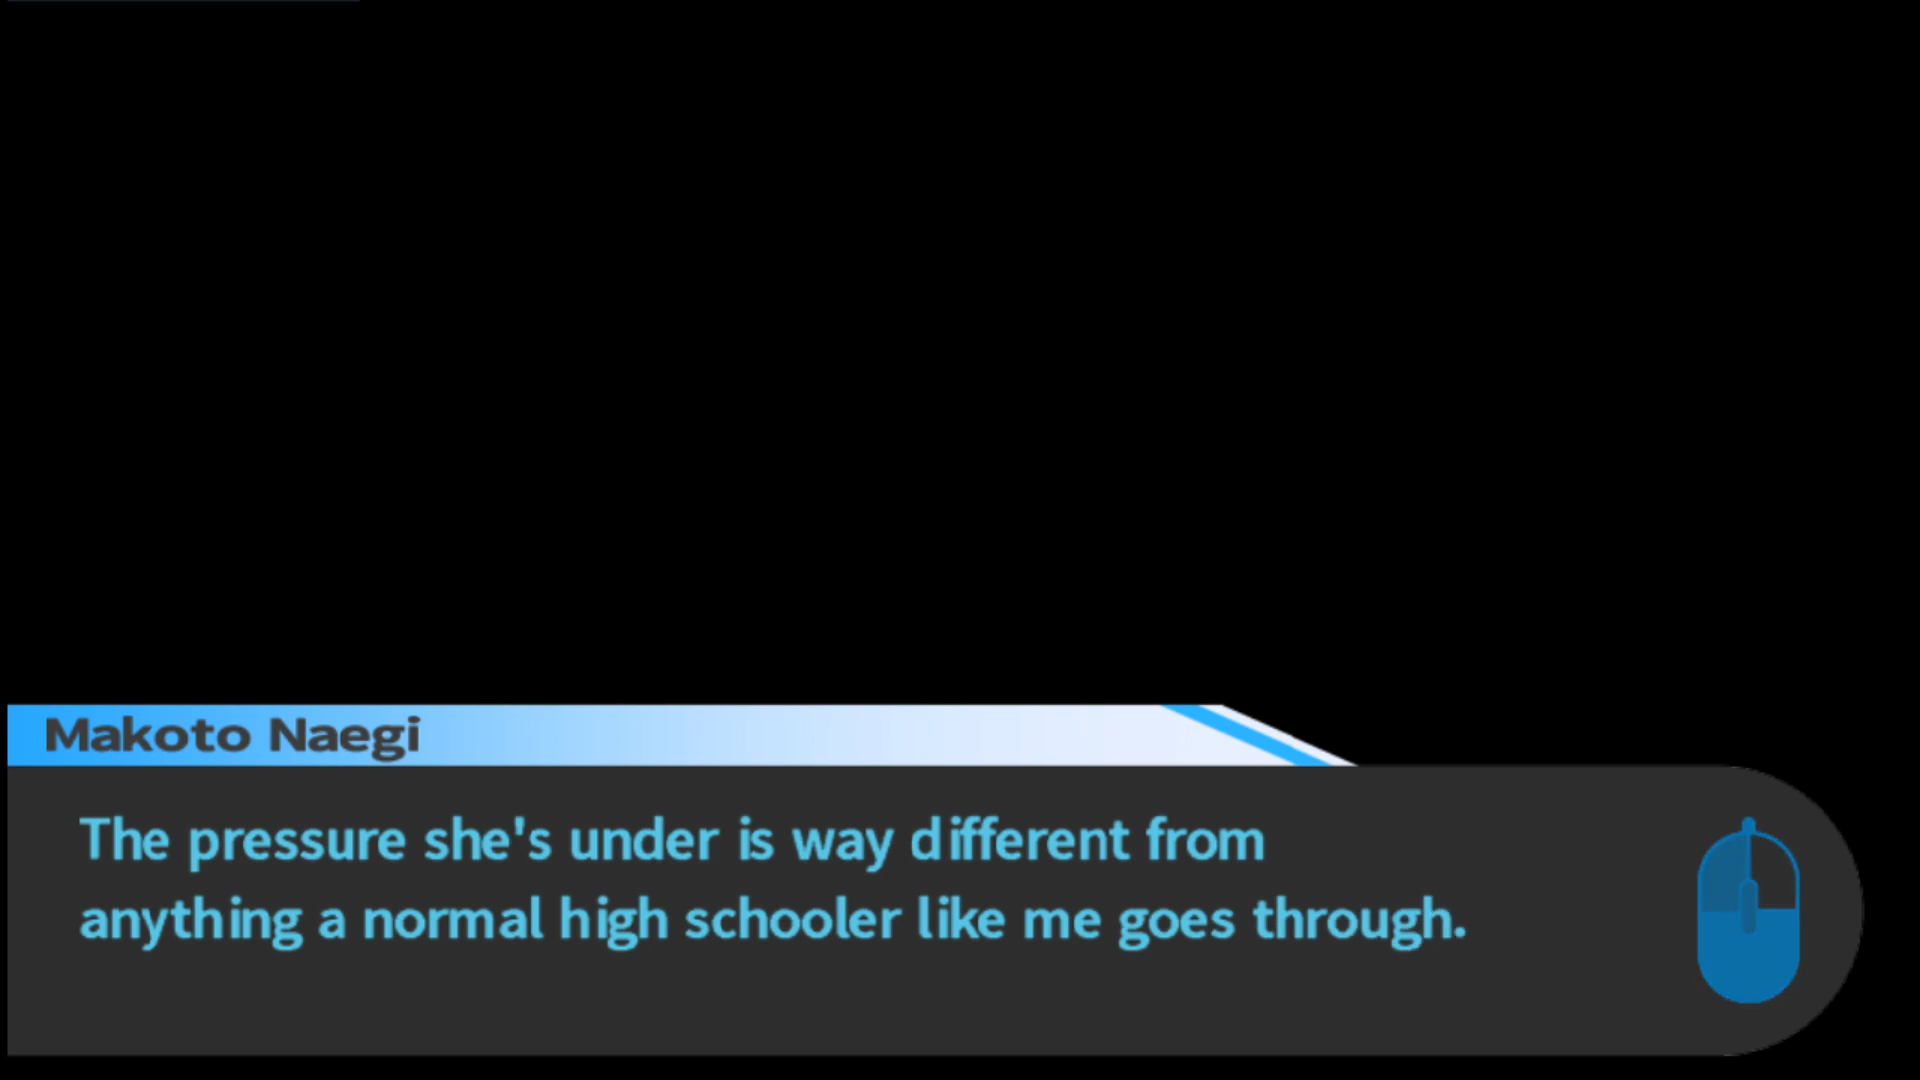 Makoto Naegi
The pressure she's under is way different from
anything a normal high schooler like me goes through.